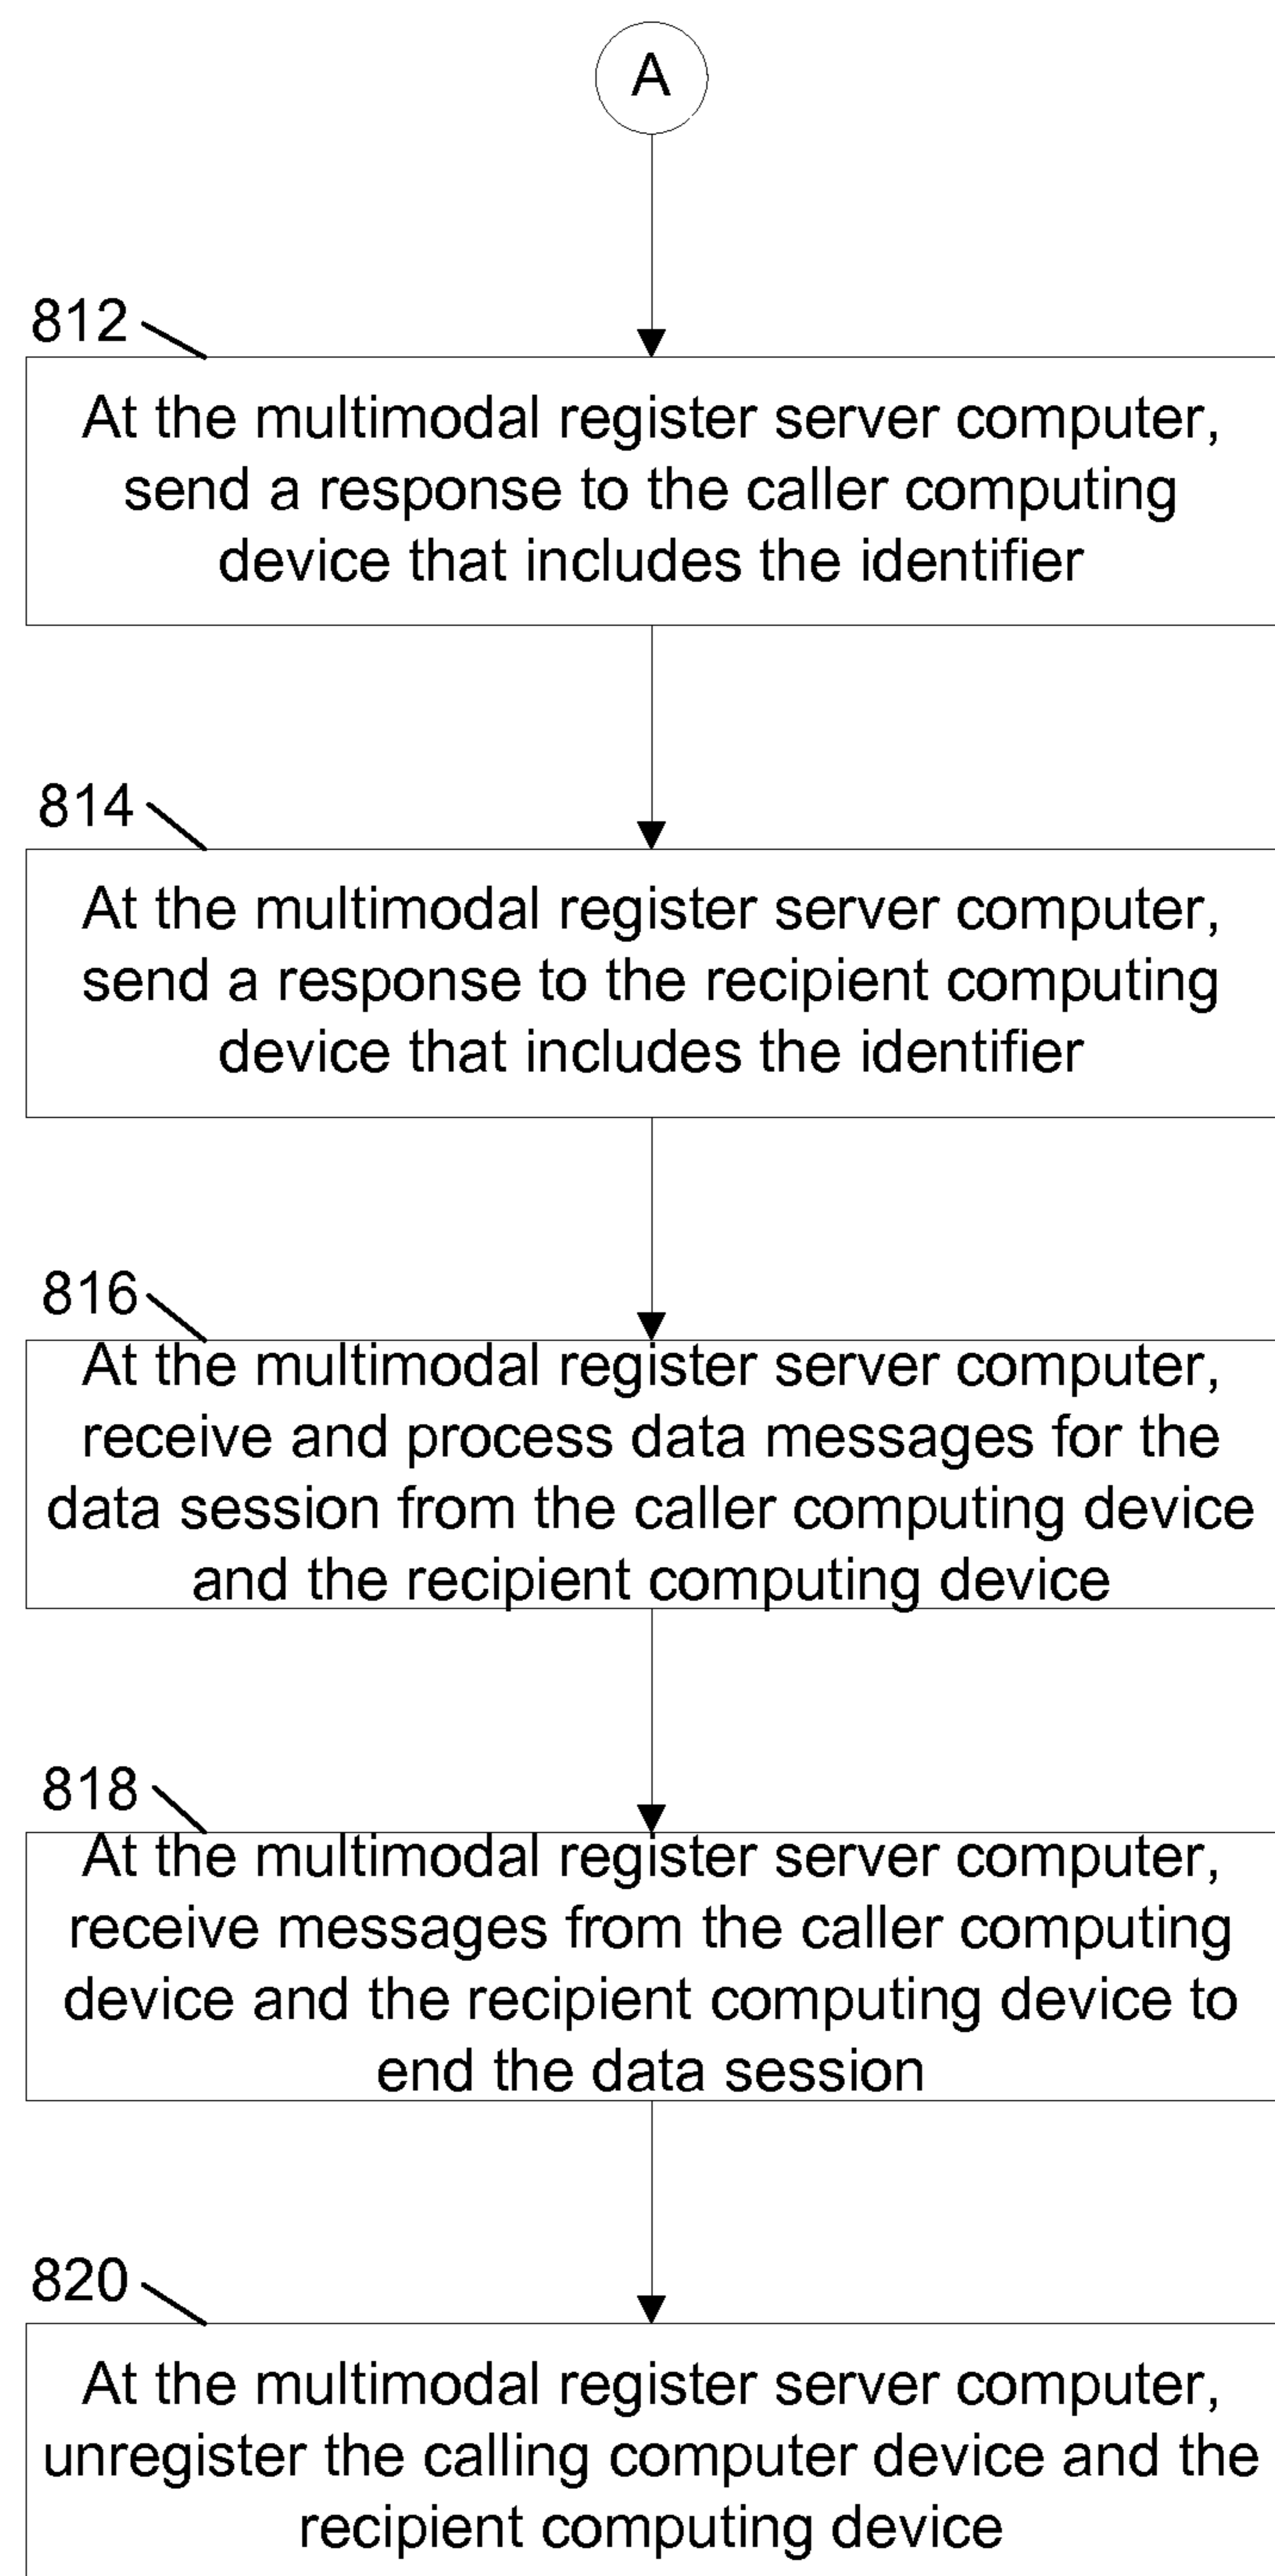 A
812
At the multimodal register server computer,
send a response to the caller computing
device that includes the identifier
814
At the multimodal register server computer,
send a response to the recipient computing
device that includes the identifier
816
At the multimodal register server computer,
receive and process data messages for the
data session from the caller computing device
and the recipient computing device
818
At the multimodal register server computer,
receive messages from the caller computing
device and the recipient computing device to
end the data session
820
At the multimodal register server computer,
unregister the calling computer device and the
recipient computing device